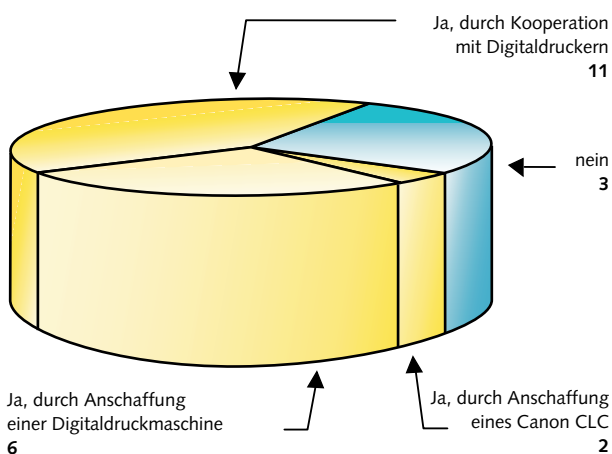 Ja, durch Kooperation
mit Digitaldruckern
11
nein
3
Ja, durch Anschaffung
einer Digitaldruckmaschine
6
Ja, durch Anschaffung
eines Canon CLC
2